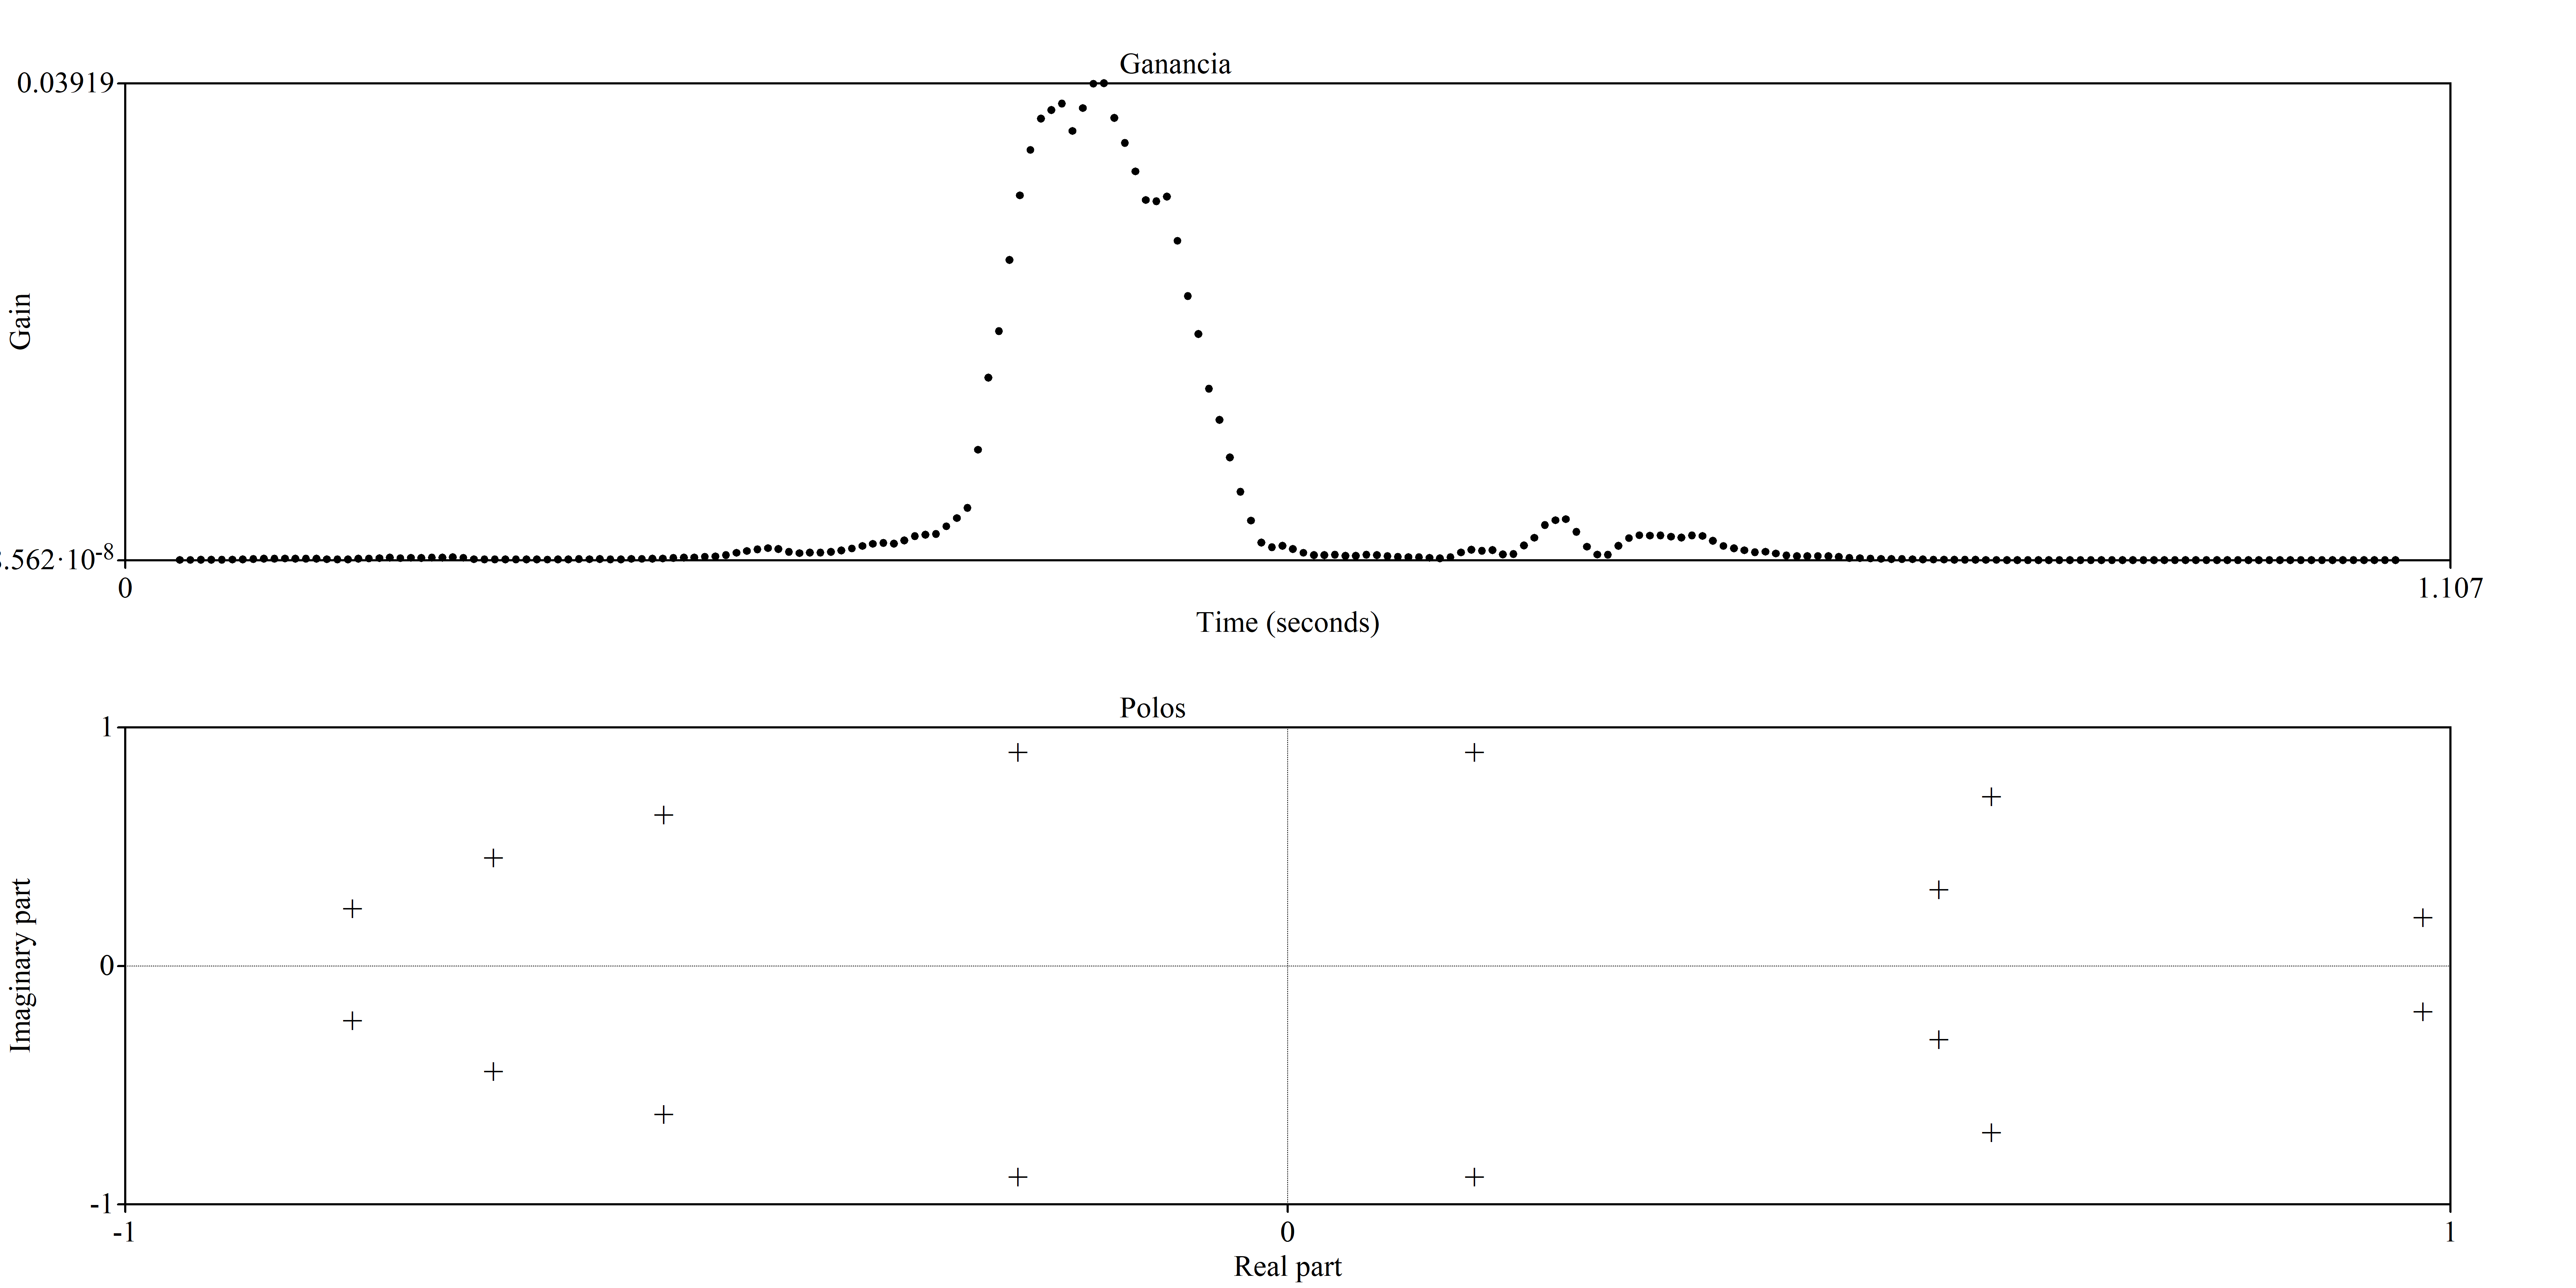 Ganancia
0.03919
Gain
.562·10-8
0
1.107
Time (seconds)
Polos
1
Imaginary part
0
-1
-1
0
1
Real part